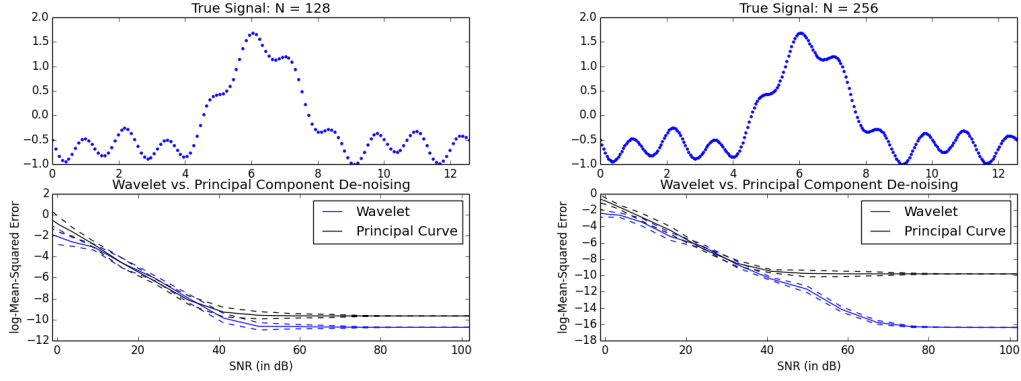 True Signal: N = 128
2.0
1.5
1.0
0.5
0.0
−0.5
−1.0
0 2 4 6 8 10 12
Wavelet vs. Principal Component De-noising
2
0
−2
−4
−6
−8
−10
−12
log-Mean-Squared Error
Wavelet
Principal Curve
0 20 40 60 80 100
SNR (in dB)
True Signal: N = 256
2.0
1.5
1.0
0.5
0.0
−0.5
−1.0
0 2 4 6 8 10 12
Wavelet vs. Principal Component De-noising
0
−2
−4
−6
−8
−10
−12
−14
−16
−18
log-Mean-Squared Error
Wavelet
Principal Curve
0 20 40 60 80 100
SNR (in dB)